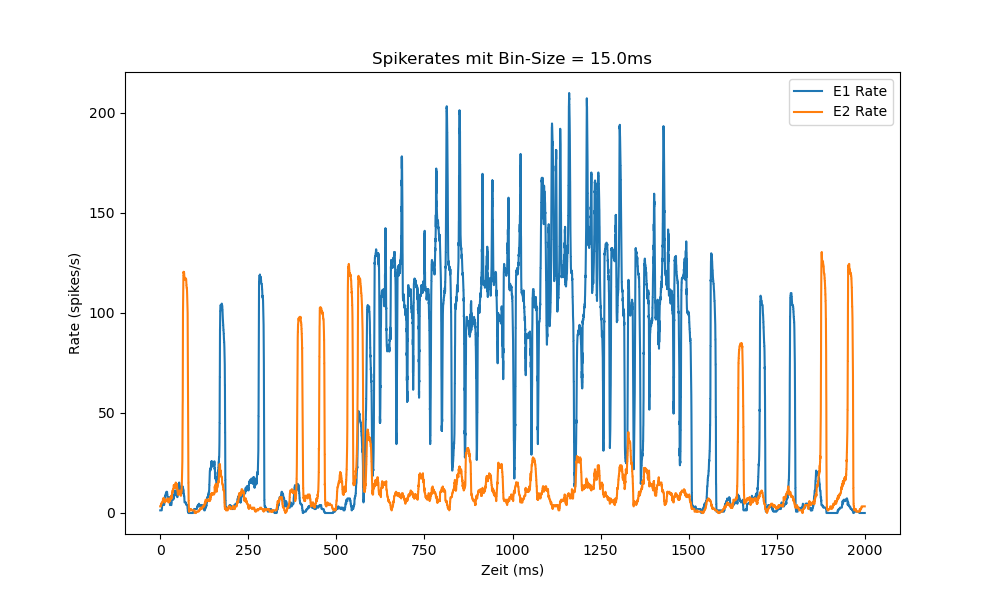 Spikerates mit Bin-Size = 15.0ms
E1 Rate
E2 Rate
Rate (spikes/s)
200
150
100
50
0
0 250 500 750 1000 1250 1500 1750 2000
Zeit (ms)